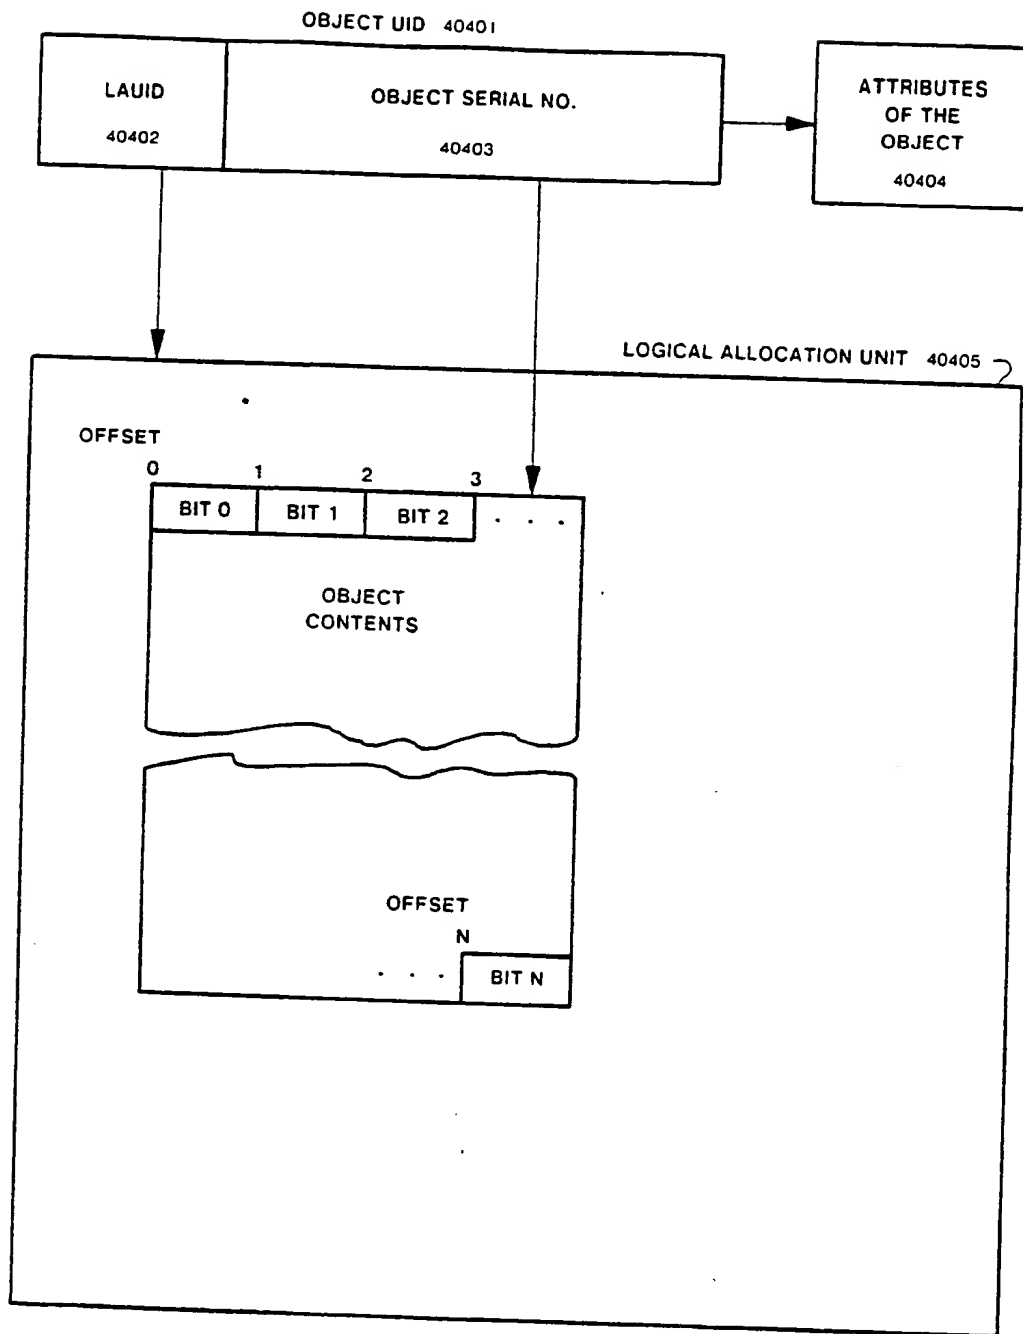 OBJECT UID 40401
LAUID
40402
OBJECT SERIAL NO.
40403
ATTRIBUTES
OF THE
OBJECT
40404
LOGICAL ALLOCATION UNIT 40405
OFFSET
0 1 2 3
BIT 0 BIT 1 BIT 2 . . .
OBJECT
CONTENTS
OFFSET
N
. . . BIT N